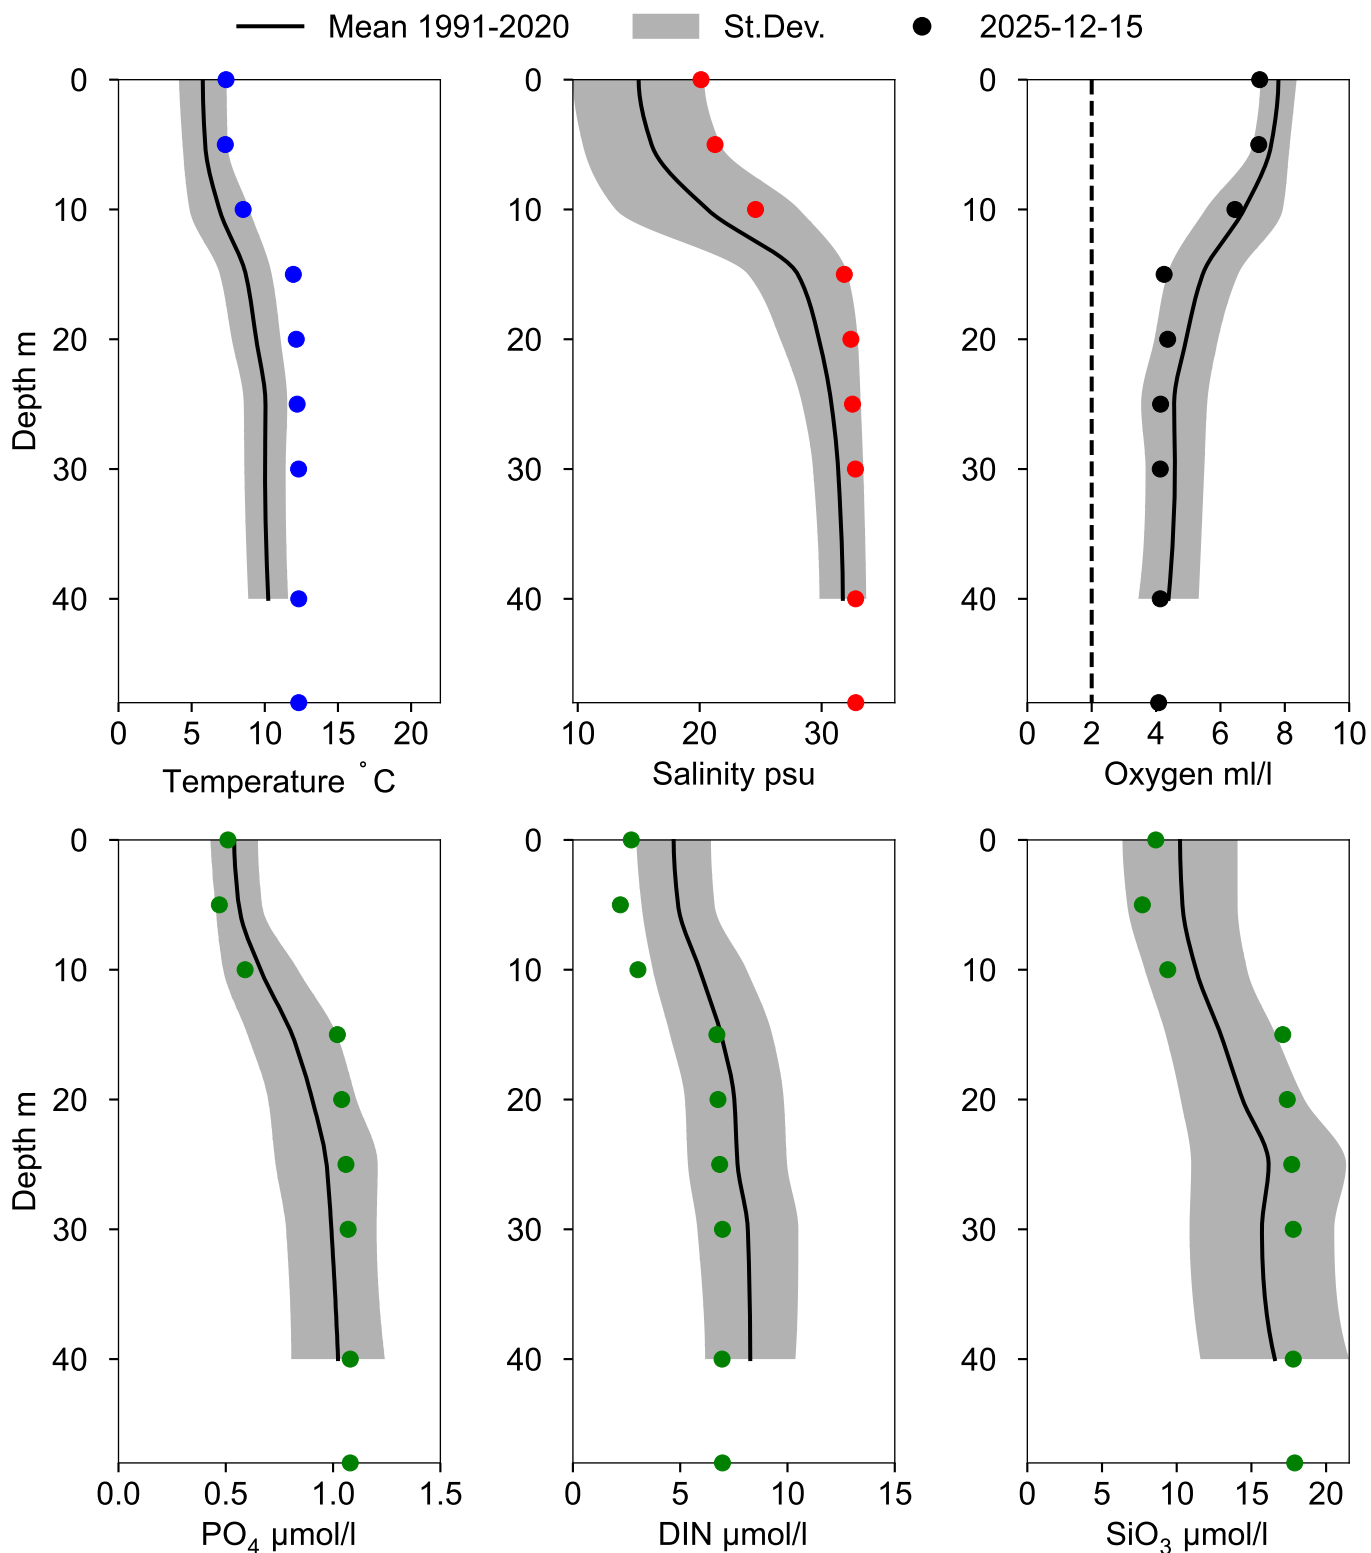 Mean 1991-2020 St.Dev. 2025-12-15
0 0 0
10 10 10
20 20 20
30 30 30
40 40 40
Depth m
0 5 10 15 20 10 20 30 0 2 4 6 8 10
Temperature °C Salinity psu Oxygen ml/l
0 0 0
10 10 10
20 20 20
30 30 30
40 40 40
Depth m
0.0 0.5 1.0 1.5 0 5 10 15 0 5 10 15 20
PO₄ µmol/l DIN µmol/l SiO₃ µmol/l